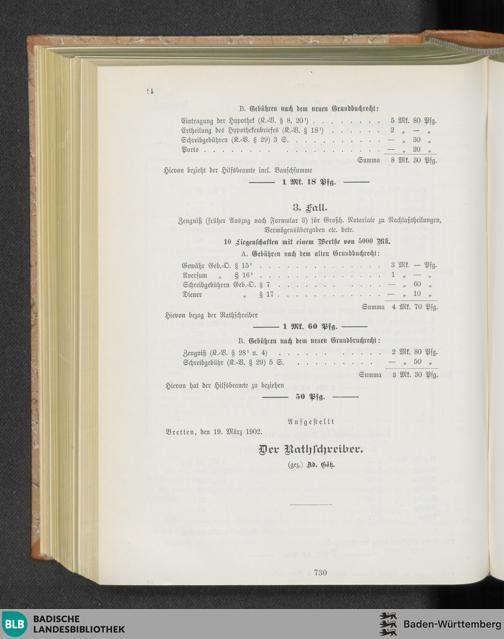 24
B. Gebühren nach dem neuen Grundbuchrecht:
Eintragung der Hypothek (K.-V. § 8, 20¹) . . . . . . . . 5 Mk. 80 Pfg.
Ertheilung des Hypothekenbriefes (K.-V. § 18¹) . . . . . . 2 „ — „
Schreibgebühren (K.-V. § 29) 3 S. . . . . . . . . . . . — „ 30 „
Porto . . . . . . . . . . . . . . . . . . . . — „ 20 „
Summa 8 Mk. 30 Pfg.
Hievon bezieht der Hilfsbeamte incl. Bauschsumme
1 Mk. 18 Pfg.
3. Fall.
Zeugniß (früher Auszug nach Formular 3) für Großh. Notariate zu Nachlaßtheilungen,
Vermögensübergaben etc. betr.
10 Liegenschaften mit einem Werthe von 5000 Mk.
A. Gebühren nach dem alten Grundbuchrecht:
Gewähr Geb.-O. § 15 . . . . . . . . . . . . . . . 3 Mk. — Pfg.
Aversum „ § 16 . . . . . . . . . . . . . . . 1 „ — „
Schreibgebühren Geb.-O. § 7 . . . . . . . . . . . . . — „ 60 „
Diener „ § 17 . . . . . . . . . . . . . — „ 10 „
Summa 4 Mk. 70 Pfg.
Hievon bezog der Rathschreiber
1 Mk. 60 Pfg.
B. Gebühren nach dem neuen Grundbuchrecht:
Zeugniß (K.-V. § 28 u. 4) . . . . . . . . . . . . 2 Mk. 80 Pfg.
Schreibgebühr (K.-V. § 29) 5 S. . . . . . . . . . . . — „ 50 „
Summa 3 Mk. 30 Pfg.
Hievon hat der Hilfsbeamte zu beziehen
50 Pfg.
Aufgestellt
Bretten, den 19. März 1902.
Der Rathschreiber.
(gez.) Ad. Götz.
730
BLB BADISCHE
LANDESBIBLIOTHEK
Baden-Württemberg